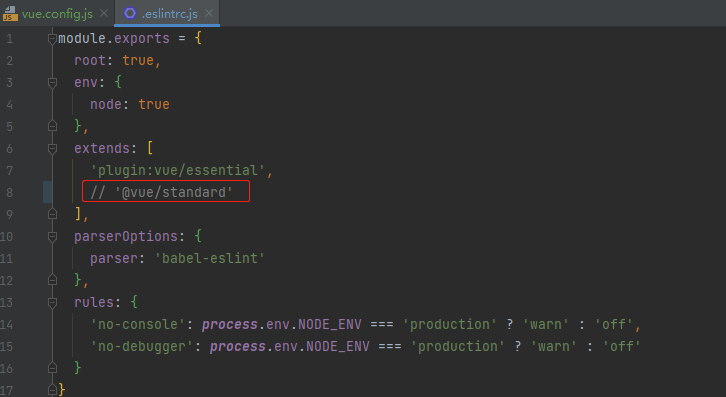 vue.config.js × .eslintrc.js ×
1 module.exports = {
2 root: true,
3 env: {
4 node: true
5 },
6 extends: [
7 'plugin:vue/essential',
8 // '@vue/standard'
9 ],
10 parserOptions: {
11 parser: 'babel-eslint'
12 },
13 rules: {
14 'no-console': process.env.NODE_ENV === 'production' ? 'warn' : 'off',
15 'no-debugger': process.env.NODE_ENV === 'production' ? 'warn' : 'off'
16 }
17 }